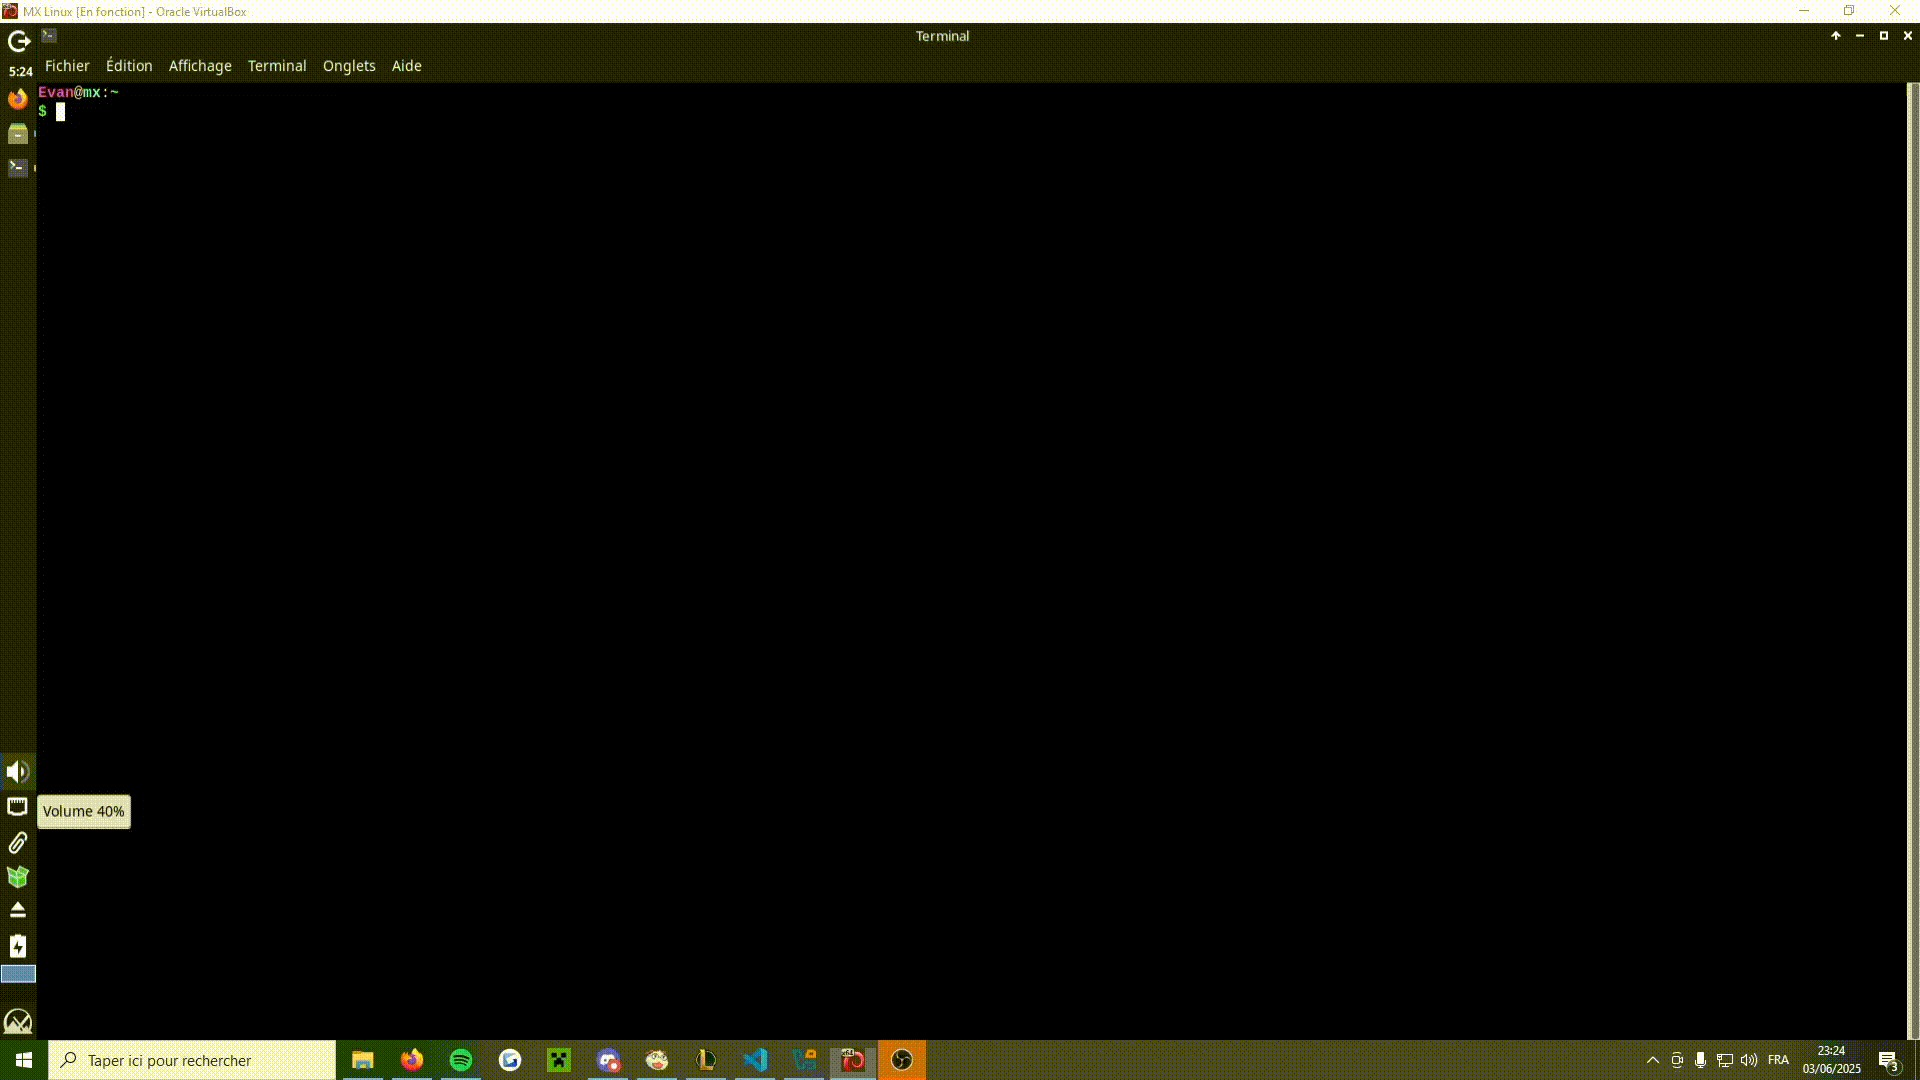 MX Linux [En fonction] - Oracle VirtualBox
Terminal
5:24
Fichier Édition Affichage Terminal Onglets Aide
Evan@mx:~
$
Volume 40%
Taper ici pour rechercher
x64
FRA
23:24
03/06/2025
3